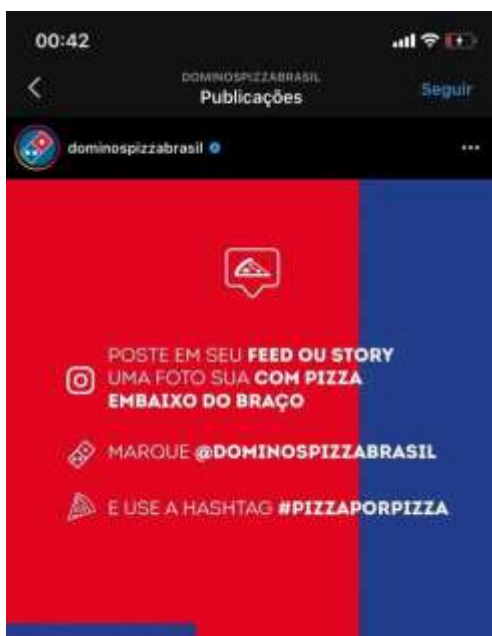 00:42
DOMINOSPIZZABRASIL
Publicações
Seguir
dominospizzabrasil
POSTE EM SEU FEED OU STORY
UMA FOTO SUA COM PIZZA
EMBAIXO DO BRAÇO
MARQUE @DOMINOSPIZZABRASIL
E USE A HASHTAG #PIZZAPORPIZZA